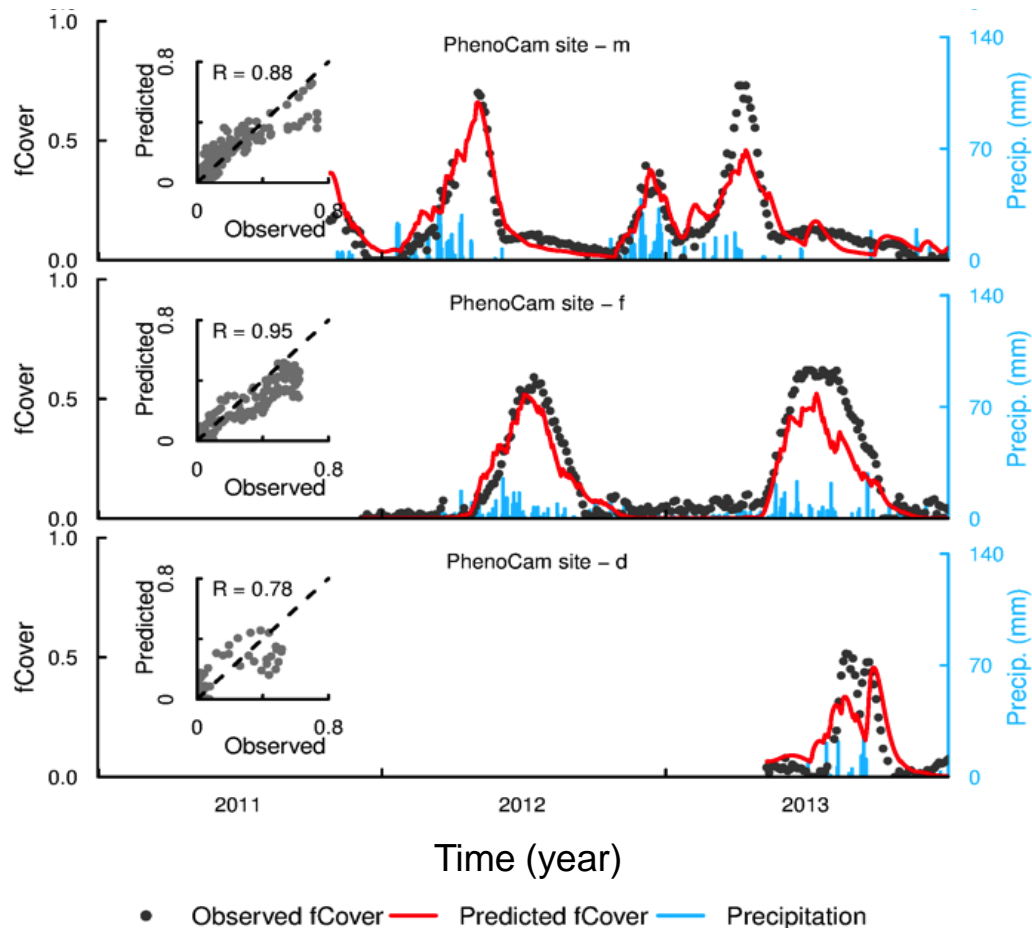 1.0
140
PhenoCam site − m
0.8
R = 0.88
Predicted
fCover
0.5
70
Precip. (mm)
0
0
0.8
Observed
0.0
0
1.0
140
PhenoCam site − f
0.8
R = 0.95
Predicted
fCover
0.5
70
Precip. (mm)
0
0
0.8
Observed
0.0
0
1.0
140
PhenoCam site − d
0.8
R = 0.78
Predicted
fCover
0.5
70
Precip. (mm)
0
0
0.8
Observed
0.0
0
2011 2012 2013
Time (year)
Observed fCover Predicted fCover Precipitation